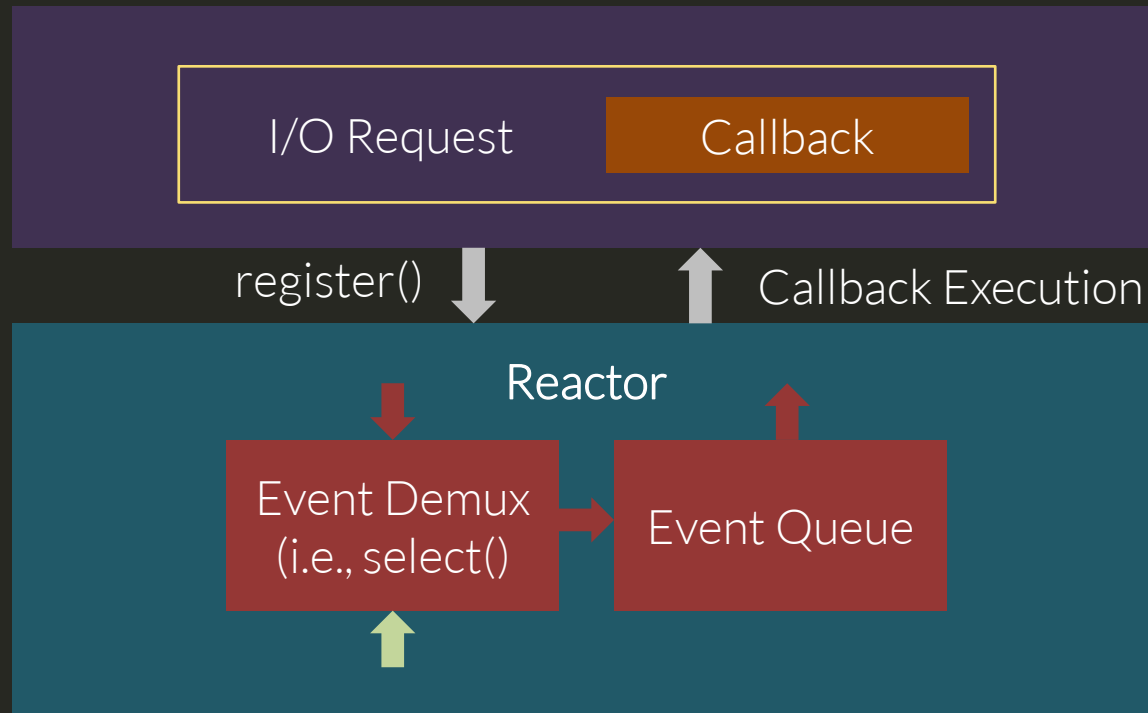 I/O Request
Callback
register()
Callback Execution
Reactor
Event Demux
(i.e., select()
Event Queue